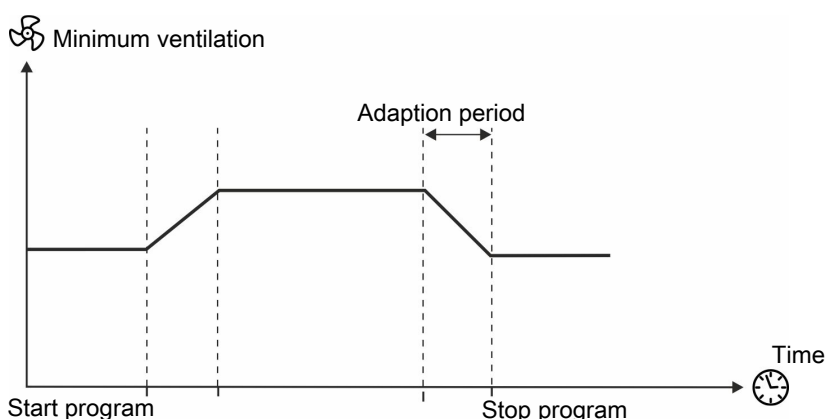 Minimum ventilation
Adaption period
Time
Start program
Stop program